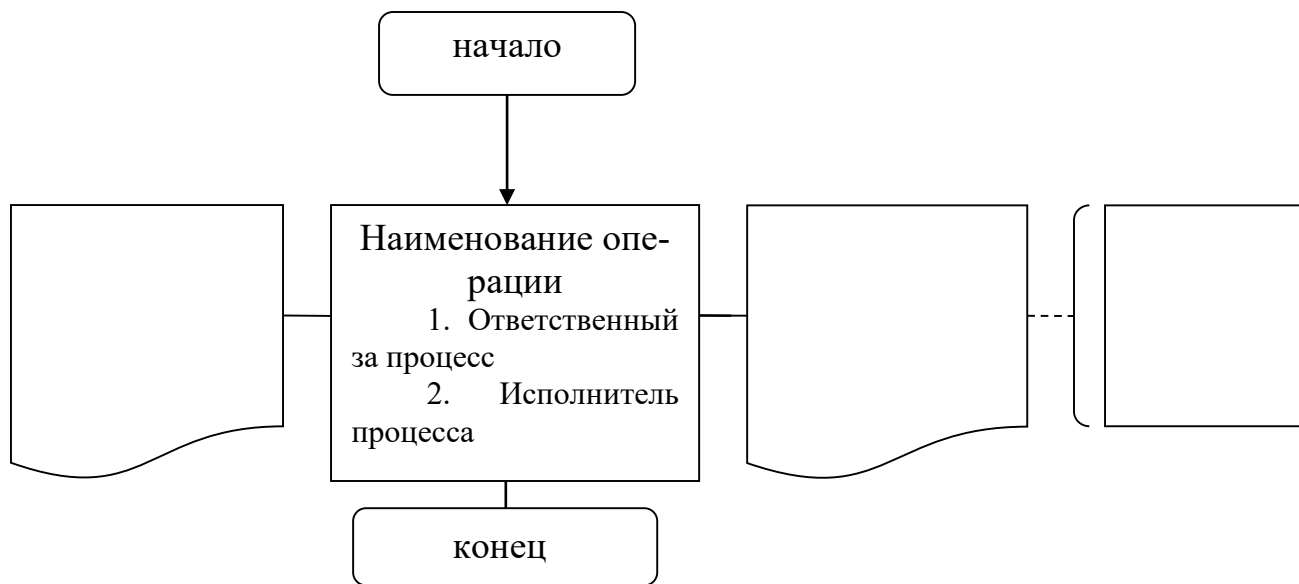 начало
Наименование опе-
рации
1. Ответственный
за процесс
2. Исполнитель
процесса
конец